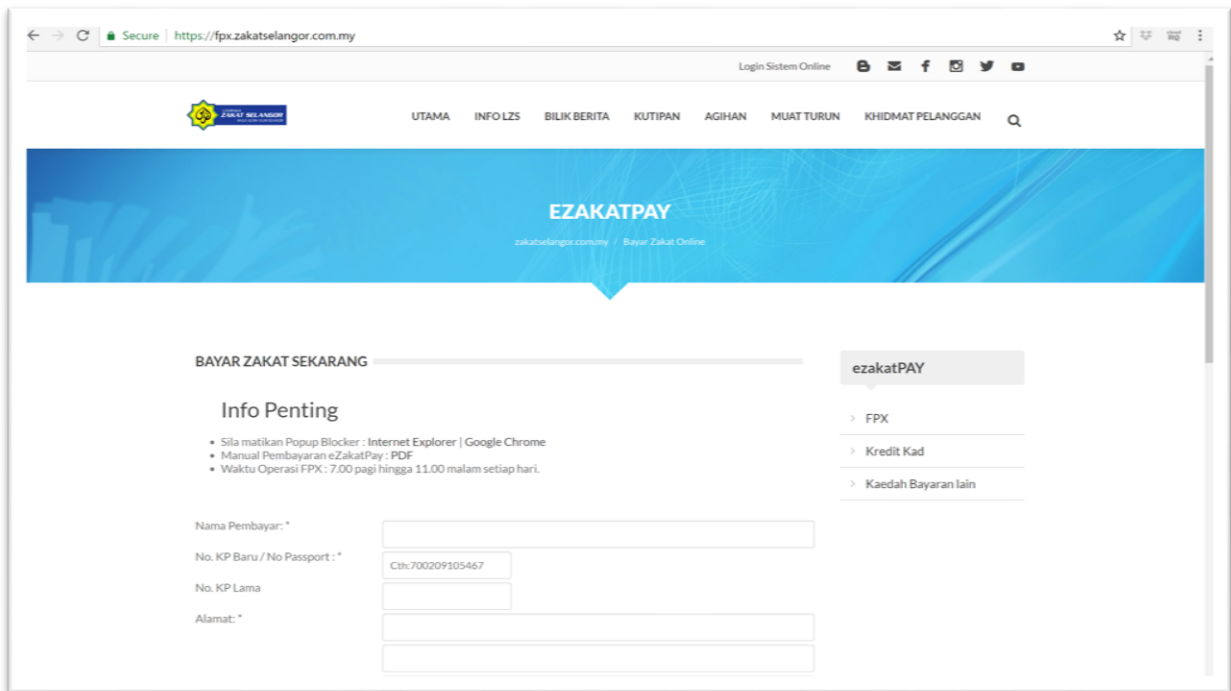 Secure | https://fpx.zakatselangor.com.my
Login Sistem Online
ZAKAT SELANGOR
UTAMA INFO LZS BILIK BERITA KUTIPAN AGIHAN MUAT TURUN KHIDMAT PELANGGAN
EZAKATPAY
zakatselangor.com.my / Bayar Zakat Online
BAYAR ZAKAT SEKARANG
Info Penting
• Sila matikan Popup Blocker : Internet Explorer | Google Chrome
• Manual Pembayaran eZakatPay : PDF
• Waktu Operasi FPX : 7.00 pagi hingga 11.00 malam setiap hari.
Nama Pembayar: *
No. KP Baru / No Passport : *
Cth:700209105467
No. KP Lama
Alamat: *
ezakatPAY
> FPX
> Kredit Kad
> Kaedah Bayaran lain